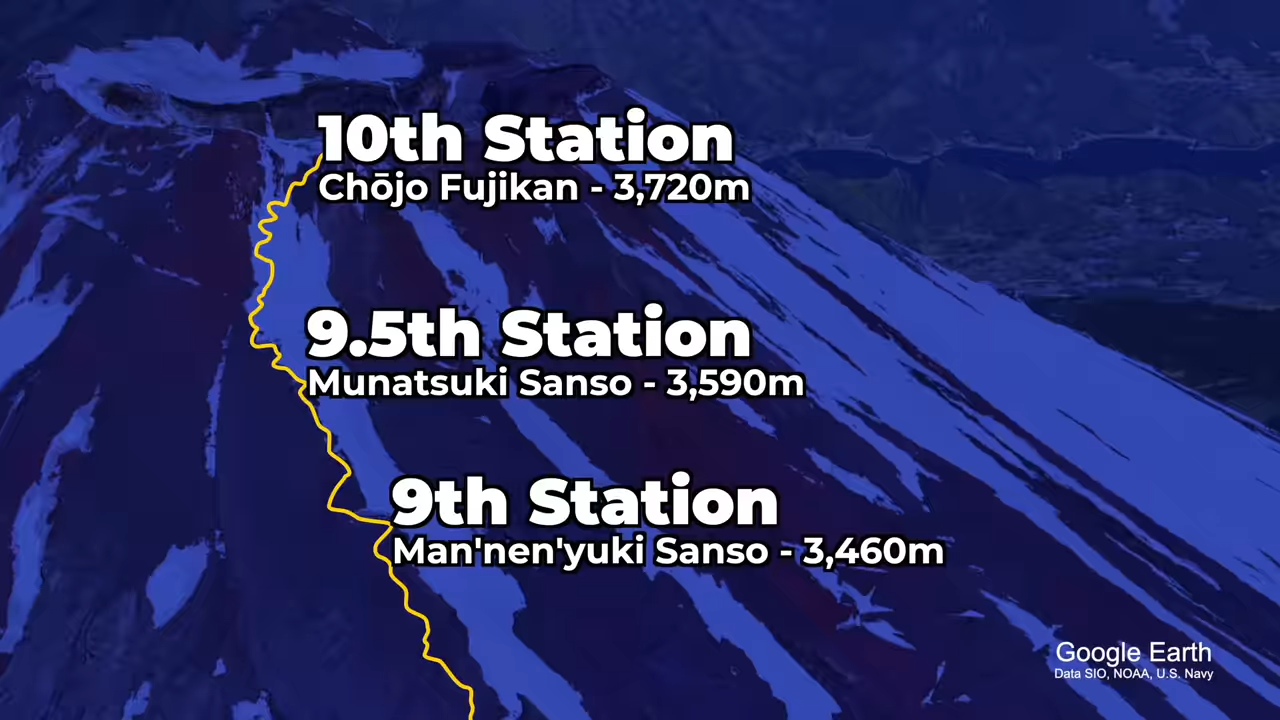 10th Station
Chōjo Fujikan - 3,720m
9.5th Station
Munatsuki Sanso - 3,590m
9th Station
Man'nen'yuki Sanso - 3,460m
Google Earth
Data SIO, NOAA, U.S. Navy